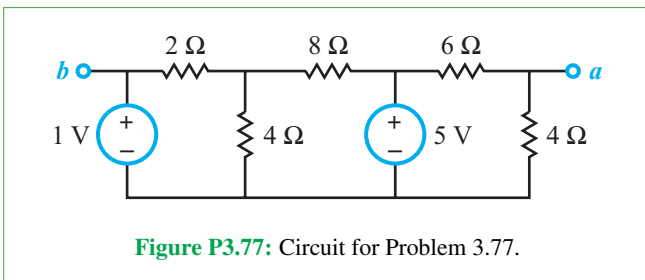 2 Ω 8 Ω 6 Ω
b a
1 V + − 4 Ω + − 5 V 4 Ω
Figure P3.77: Circuit for Problem 3.77.